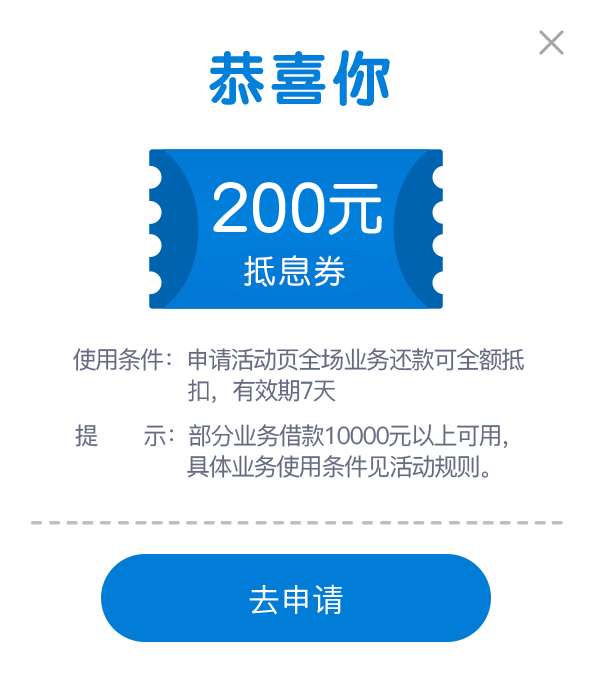 恭喜你
200元
抵息券
使用条件：申请活动页全场业务还款可全额抵
扣，有效期7天
提　　示：部分业务借款10000元以上可用，
具体业务使用条件见活动规则。
去申请